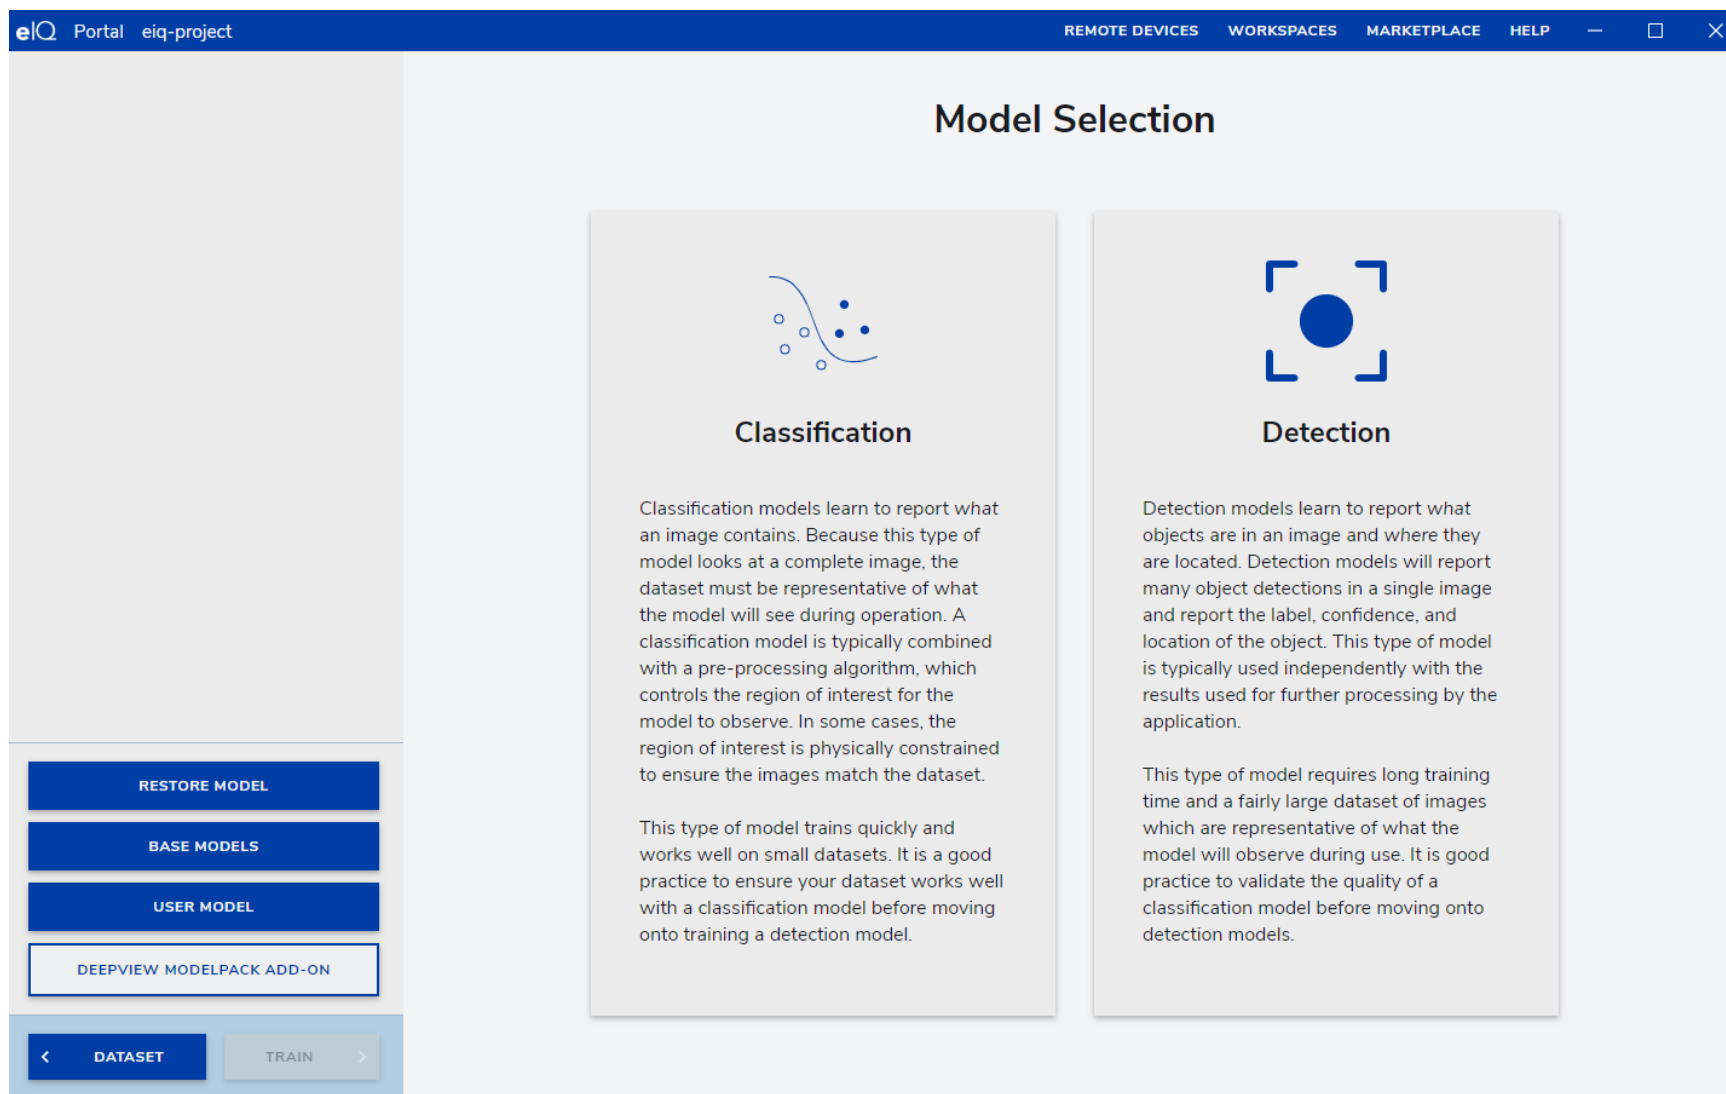 eIQ Portal eiq-project REMOTE DEVICES WORKSPACES MARKETPLACE HELP
Model Selection
Classification
Classification models learn to report what
an image contains. Because this type of
model looks at a complete image, the
dataset must be representative of what
the model will see during operation. A
classification model is typically combined
with a pre-processing algorithm, which
controls the region of interest for the
model to observe. In some cases, the
region of interest is physically constrained
to ensure the images match the dataset.
This type of model trains quickly and
works well on small datasets. It is a good
practice to ensure your dataset works well
with a classification model before moving
onto training a detection model.
Detection
Detection models learn to report what
objects are in an image and where they
are located. Detection models will report
many object detections in a single image
and report the label, confidence, and
location of the object. This type of model
is typically used independently with the
results used for further processing by the
application.
This type of model requires long training
time and a fairly large dataset of images
which are representative of what the
model will observe during use. It is good
practice to validate the quality of a
classification model before moving onto
detection models.
RESTORE MODEL
BASE MODELS
USER MODEL
DEEPVIEW MODELPACK ADD-ON
DATASET TRAIN